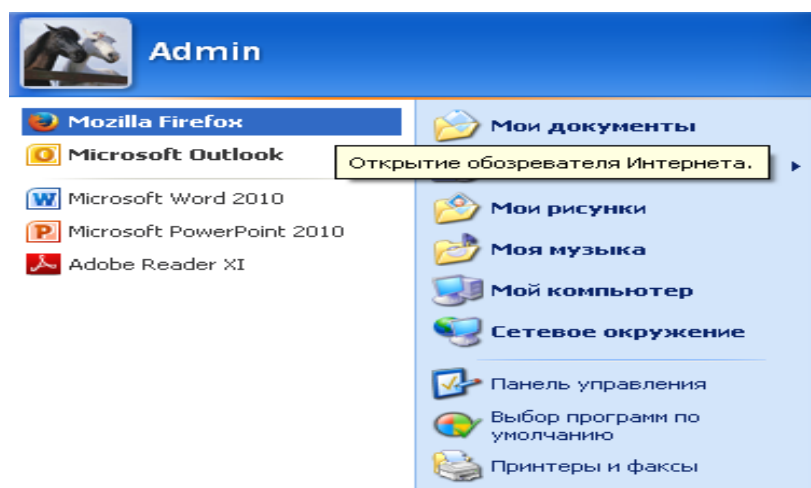 Admin
Mozilla Firefox
Microsoft Outlook
Microsoft Word 2010
Microsoft PowerPoint 2010
Adobe Reader XI
Мои документы
Открытие обозревателя Интернета.
Мои рисунки
Моя музыка
Мой компьютер
Сетевое окружение
Панель управления
Выбор программ по
умолчанию
Принтеры и факсы